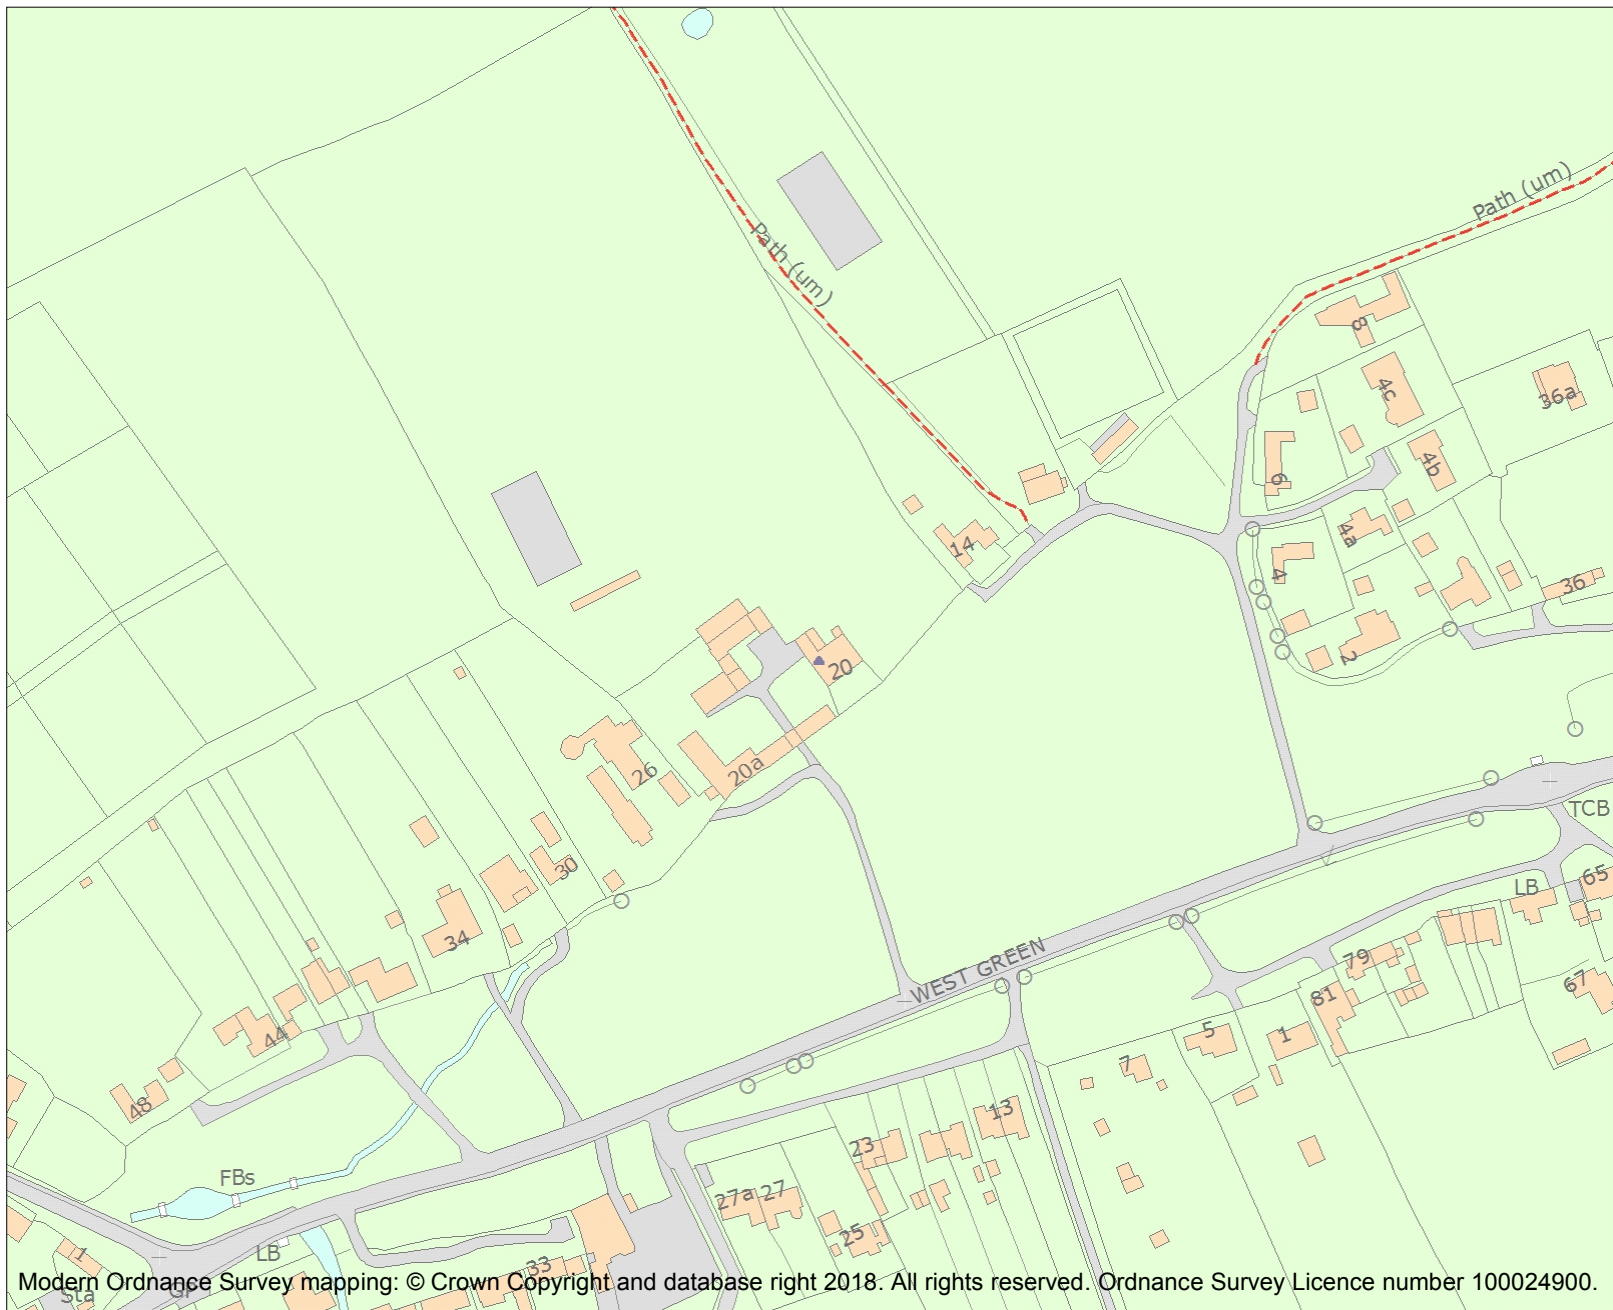 Path (um)
Path (um)
8
4c
36a
4b
6
14
4a
4
36
20
2
26
20a
TCB
30
65
LB
34
WEST GREEN
79
67
81
44
5
1
7
48
13
23
FBs
27a
27
25
1
LB
33
Sta
GP
Modern Ordnance Survey mapping: © Crown Copyright and database right 2018. All rights reserved. Ordnance Survey Licence number 100024900.